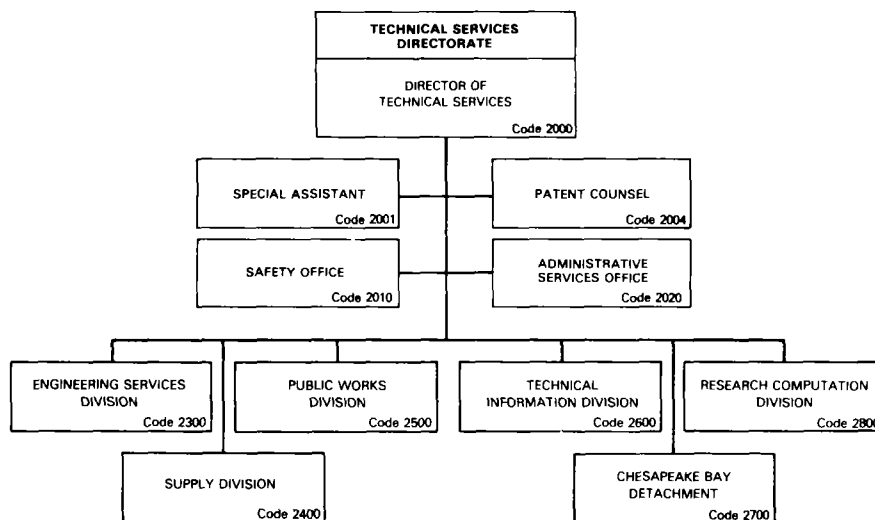 TECHNICAL SERVICES
DIRECTORATE
DIRECTOR OF
TECHNICAL SERVICES
Code 2000
SPECIAL ASSISTANT
Code 2001
PATENT COUNSEL
Code 2004
SAFETY OFFICE
Code 2010
ADMINISTRATIVE
SERVICES OFFICE
Code 2020
ENGINEERING SERVICES
DIVISION
Code 2300
PUBLIC WORKS
DIVISION
Code 2500
TECHNICAL
INFORMATION DIVISION
Code 2600
RESEARCH COMPUTATION
DIVISION
Code 2800
SUPPLY DIVISION
Code 2400
CHESAPEAKE BAY
DETACHMENT
Code 2700